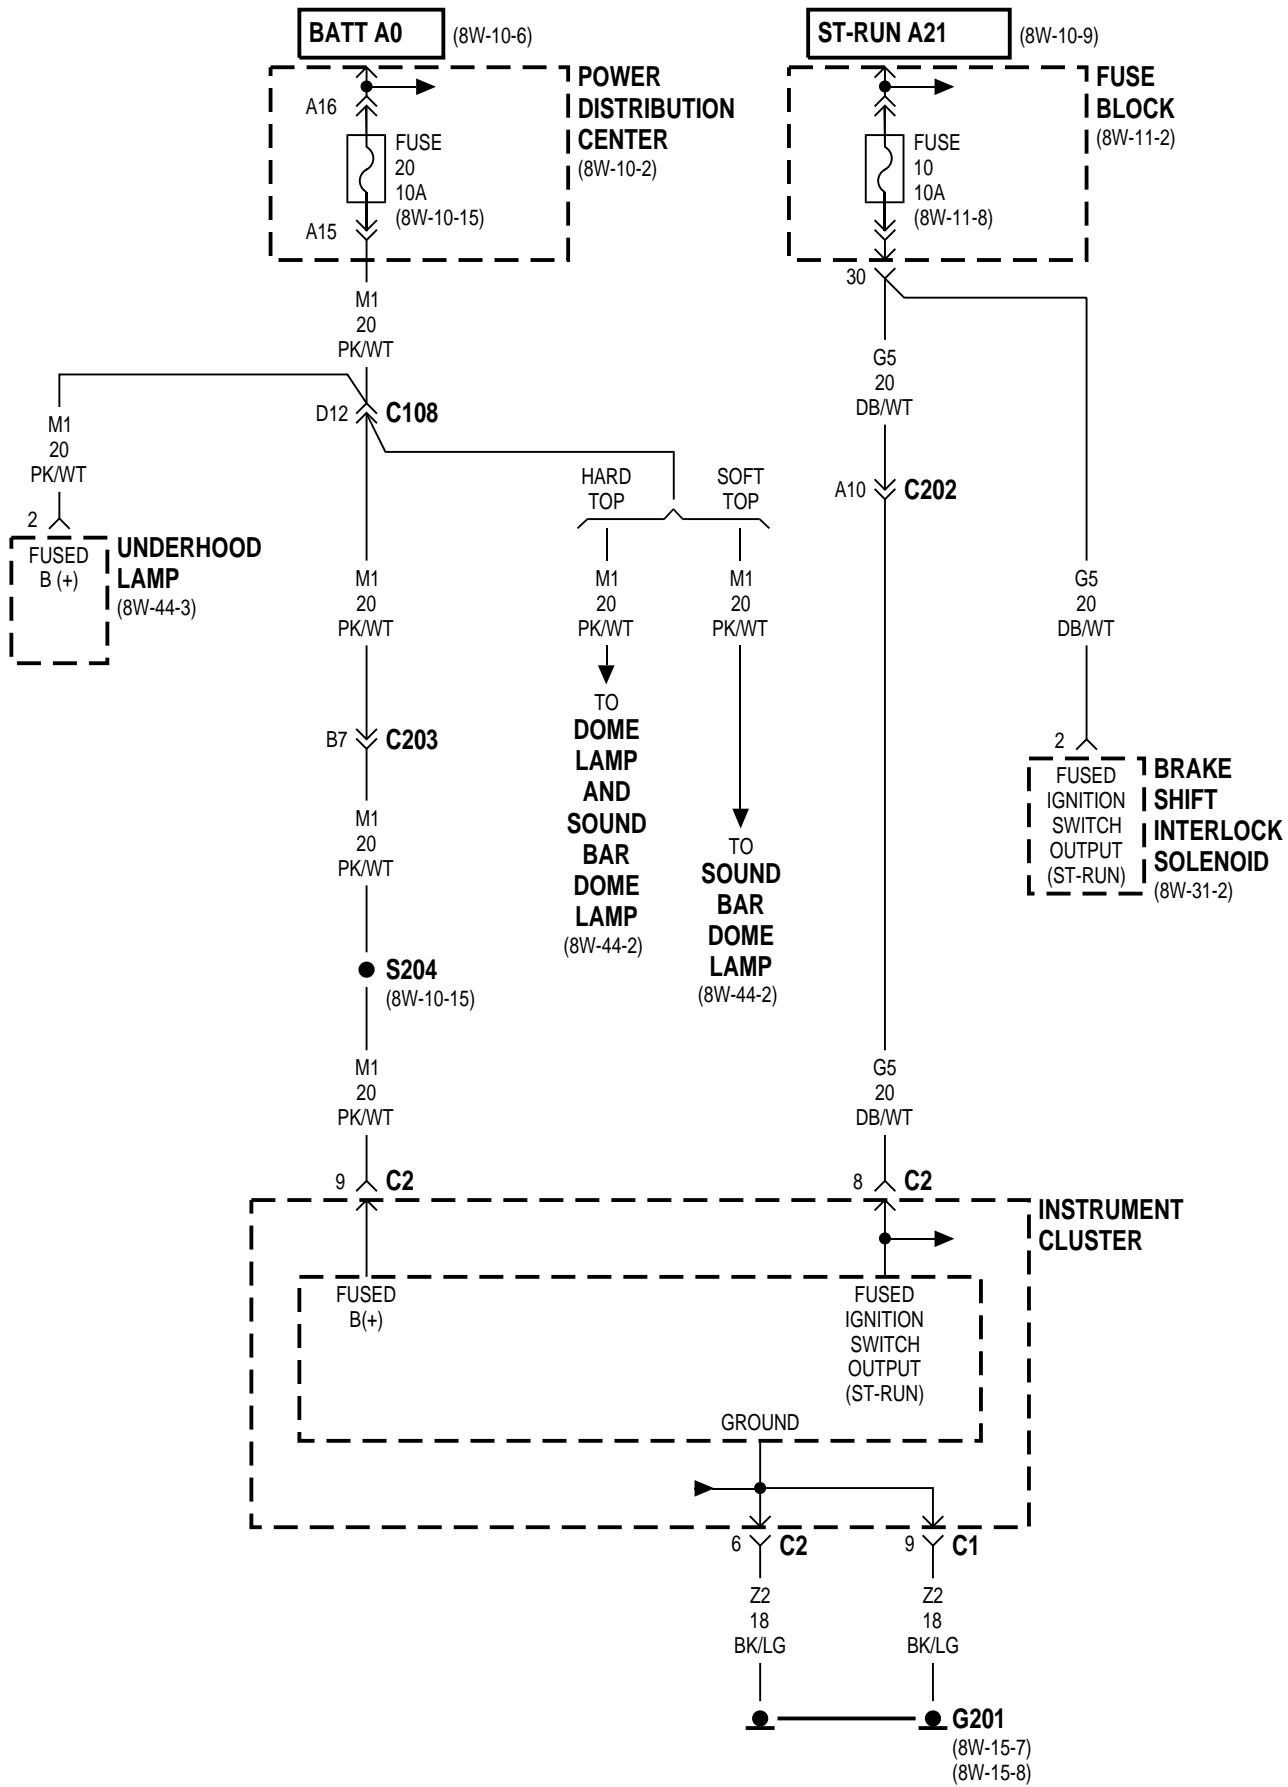 BATT A0 (8W-10-6)
ST-RUN A21 (8W-10-9)
POWER
DISTRIBUTION
CENTER
(8W-10-2)
A16
FUSE
20
10A
(8W-10-15)
A15
FUSE
BLOCK
(8W-11-2)
FUSE
10
10A
(8W-11-8)
30
M1
20
PK/WT
D12 C108
M1
20
PK/WT
2
FUSED
B (+)
UNDERHOOD
LAMP
(8W-44-3)
M1
20
PK/WT
HARD
TOP
SOFT
TOP
M1
20
PK/WT
TO
DOME
LAMP
AND
SOUND
BAR
DOME
LAMP
(8W-44-2)
M1
20
PK/WT
TO
SOUND
BAR
DOME
LAMP
(8W-44-2)
G5
20
DB/WT
A10 C202
G5
20
DB/WT
2
FUSED
IGNITION
SWITCH
OUTPUT
(ST-RUN)
BRAKE
SHIFT
INTERLOCK
SOLENOID
(8W-31-2)
B7 C203
M1
20
PK/WT
S204
(8W-10-15)
M1
20
PK/WT
G5
20
DB/WT
9 C2
8 C2
INSTRUMENT
CLUSTER
FUSED
B(+)
FUSED
IGNITION
SWITCH
OUTPUT
(ST-RUN)
GROUND
6 C2
9 C1
Z2
18
BK/LG
Z2
18
BK/LG
G201
(8W-15-7)
(8W-15-8)